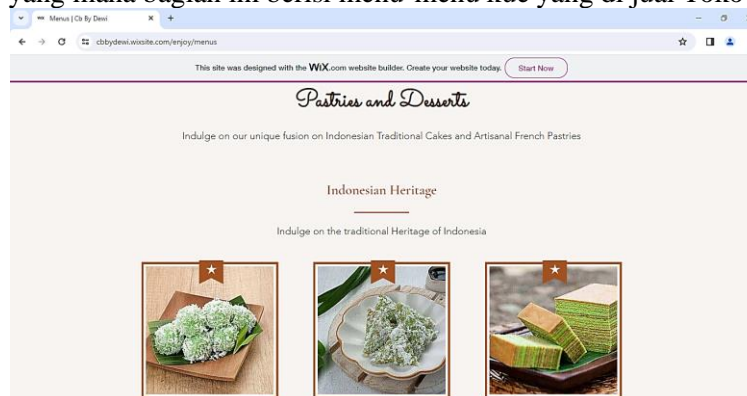 yang mana bagian ini berisi menu-menu kue yang di jual Toko
Menus | Cb By Dewi
cbbydewi.wixsite.com/enjoy/menus
This site was designed with the WiX.com website builder. Create your website today. Start Now
Pastries and Desserts
Indulge on our unique fusion on Indonesian Traditional Cakes and Artisanal French Pastries
Indonesian Heritage
Indulge on the traditional Heritage of Indonesia